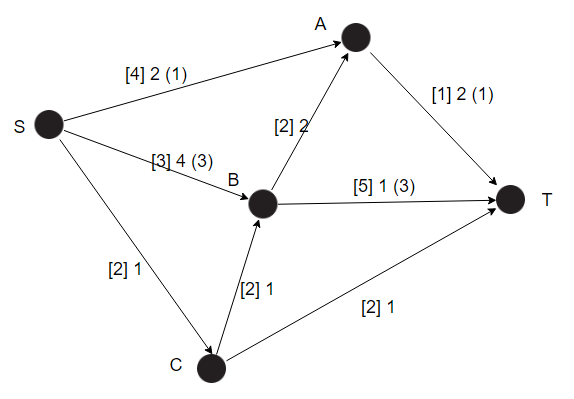 A
[4] 2 (1)
[1] 2 (1)
S
[2] 2
[3] 4 (3)
B
[5] 1 (3)
T
[2] 1
[2] 1
[2] 1
C